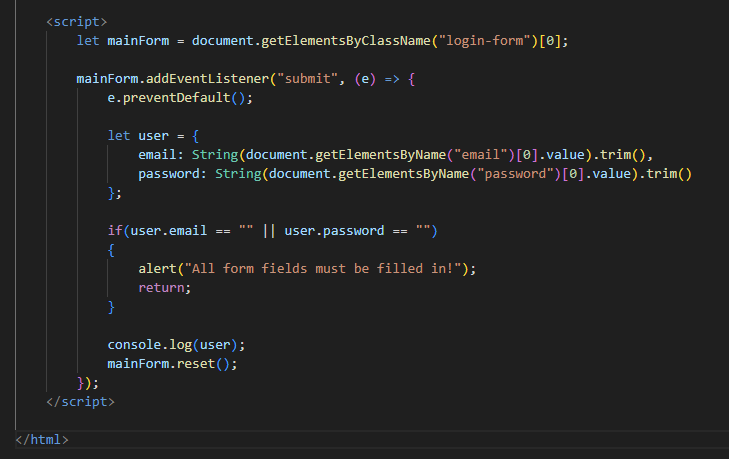 <script>
let mainForm = document.getElementsByClassName("login-form")[0];
mainForm.addEventListener("submit", (e) => {
e.preventDefault();
let user = {
email: String(document.getElementsByName("email")[0].value).trim(),
password: String(document.getElementsByName("password")[0].value).trim()
};
if(user.email == "" || user.password == "")
{
alert("All form fields must be filled in!");
return;
}
console.log(user);
mainForm.reset();
});
</script>
</html>